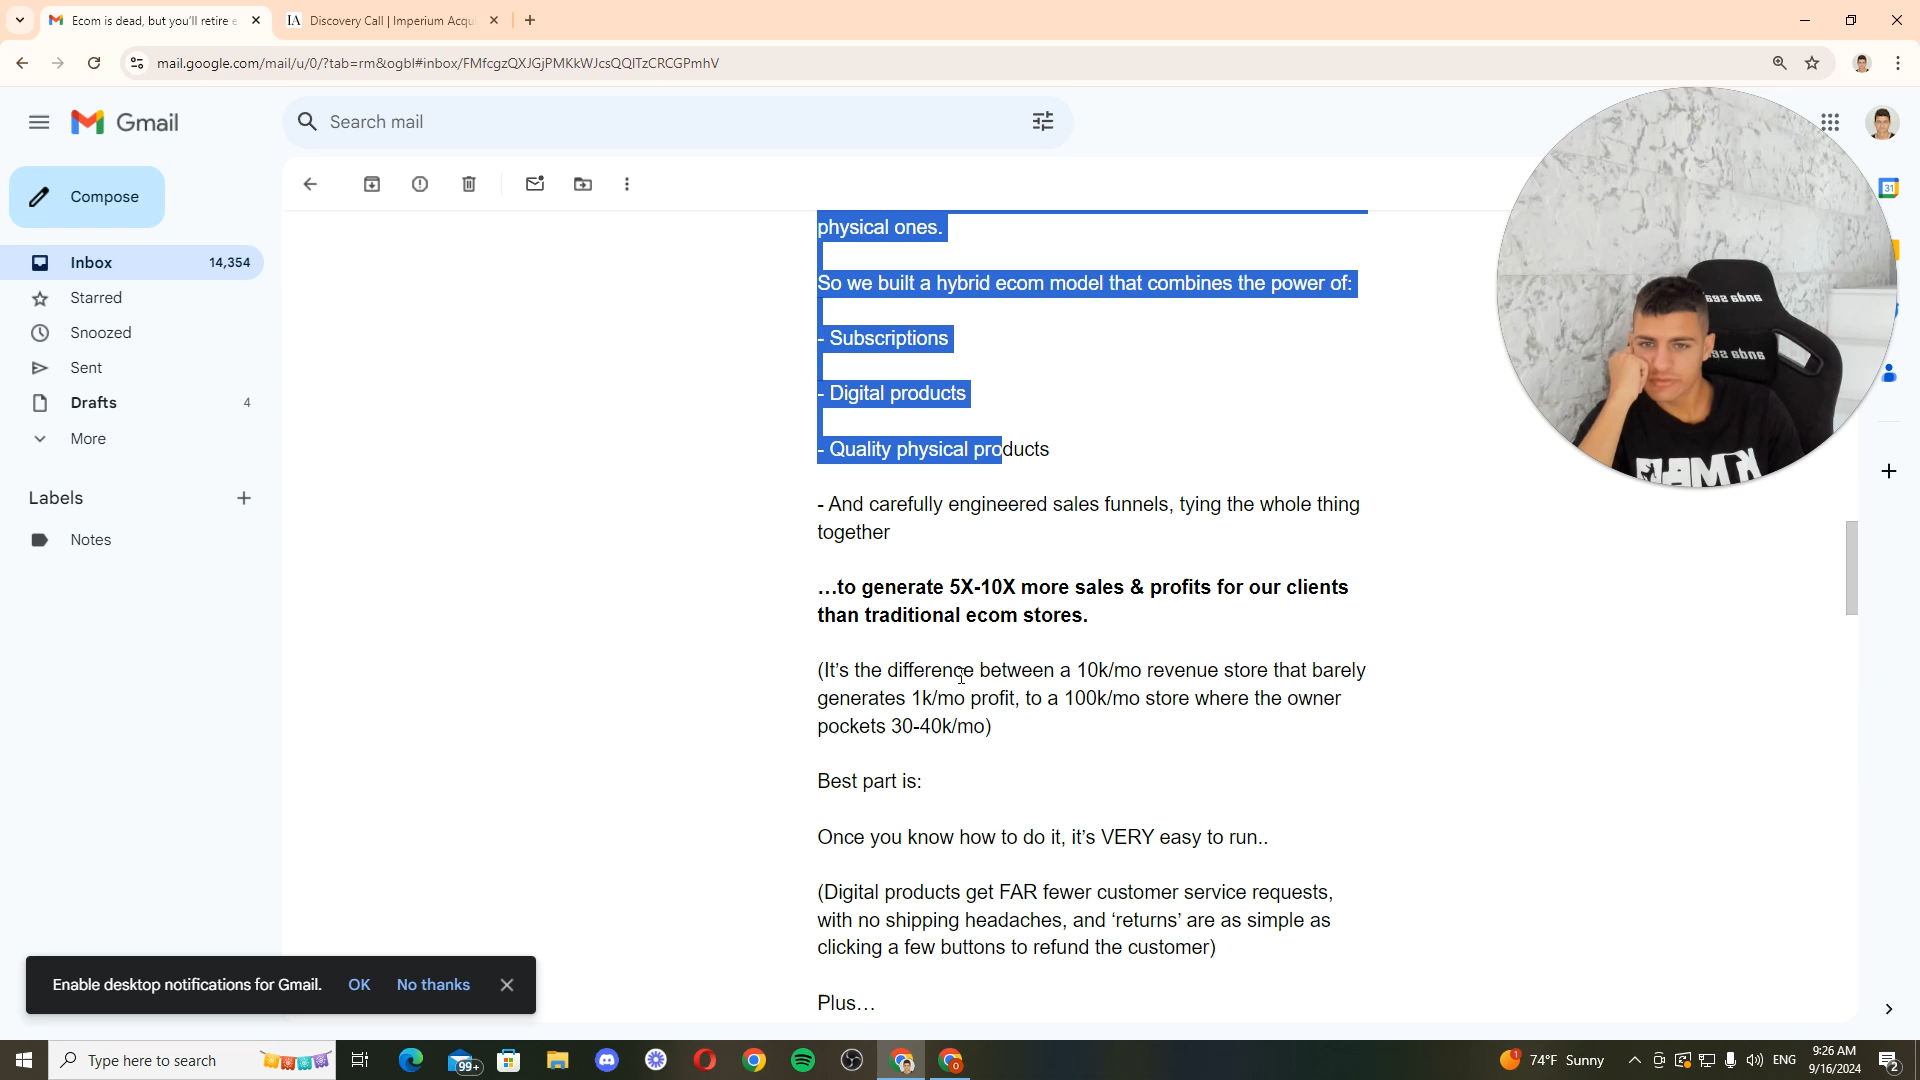 Ecom is dead, but you'll retire e
IA Discovery Call | Imperium Acqu
mail.google.com/mail/u/0/?tab=rm&ogbl#inbox/FMfcgzQXJGjPMKkWJcsQQlTzCRCGPmhV
Gmail
Search mail
Compose
Inbox 14,354
Starred
Snoozed
Sent
Drafts 4
More
Labels
Notes
physical ones.
So we built a hybrid ecom model that combines the power of:
- Subscriptions
- Digital products
- Quality physical products
- And carefully engineered sales funnels, tying the whole thing
together
…to generate 5X-10X more sales & profits for our clients
than traditional ecom stores.
(It's the difference between a 10k/mo revenue store that barely
generates 1k/mo profit, to a 100k/mo store where the owner
pockets 30-40k/mo)
Best part is:
Once you know how to do it, it's VERY easy to run..
(Digital products get FAR fewer customer service requests,
with no shipping headaches, and 'returns' are as simple as
clicking a few buttons to refund the customer)
Plus…
31
Enable desktop notifications for Gmail. OK No thanks
Type here to search
99+
1
74°F Sunny
ENG
9:26 AM
9/16/2024
2